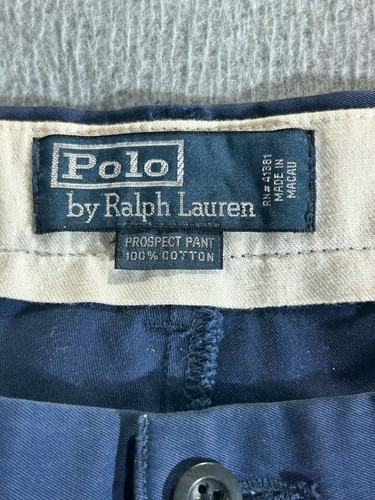 Polo
by Ralph Lauren
RN# 41381
MADE IN
MACAU
PROSPECT PANT
100% COTTON